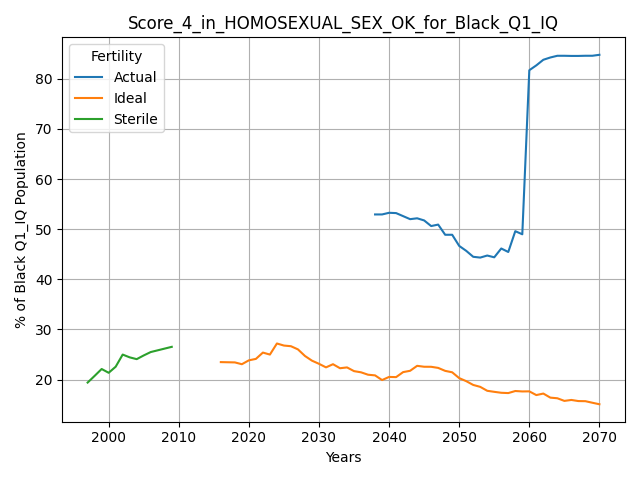 Score_4_in_HOMOSEXUAL_SEX_OK_for_Black_Q1_IQ
Fertility
Actual
Ideal
Sterile
% of Black Q1_IQ Population
80
70
60
50
40
30
20
2000 2010 2020 2030 2040 2050 2060 2070
Years